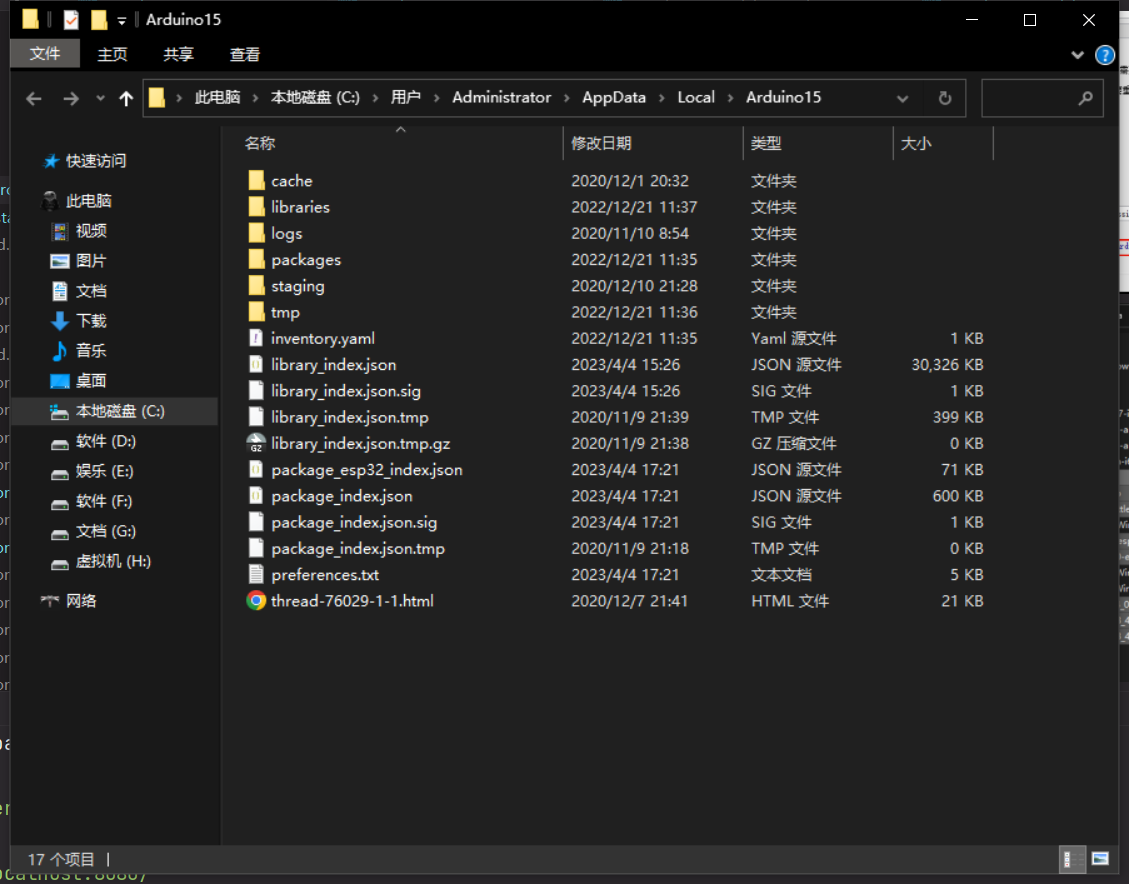 Arduino15
文件 主页 共享 查看
此电脑 › 本地磁盘 (C:) › 用户 › Administrator › AppData › Local › Arduino15
名称 修改日期 类型 大小
快速访问
此电脑
视频
图片
文档
下载
音乐
桌面
本地磁盘 (C:)
软件 (D:)
娱乐 (E:)
软件 (F:)
文档 (G:)
虚拟机 (H:)
网络
cache 2020/12/1 20:32 文件夹
libraries 2022/12/21 11:37 文件夹
logs 2020/11/10 8:54 文件夹
packages 2022/12/21 11:35 文件夹
staging 2020/12/10 21:28 文件夹
tmp 2022/12/21 11:36 文件夹
inventory.yaml 2022/12/21 11:35 Yaml 源文件 1 KB
library_index.json 2023/4/4 15:26 JSON 源文件 30,326 KB
library_index.json.sig 2023/4/4 15:26 SIG 文件 1 KB
library_index.json.tmp 2020/11/9 21:39 TMP 文件 399 KB
library_index.json.tmp.gz 2020/11/9 21:38 GZ 压缩文件 0 KB
package_esp32_index.json 2023/4/4 17:21 JSON 源文件 71 KB
package_index.json 2023/4/4 17:21 JSON 源文件 600 KB
package_index.json.sig 2023/4/4 17:21 SIG 文件 1 KB
package_index.json.tmp 2020/11/9 21:18 TMP 文件 0 KB
preferences.txt 2023/4/4 17:21 文本文档 5 KB
thread-76029-1-1.html 2020/12/7 21:41 HTML 文件 21 KB
17 个项目